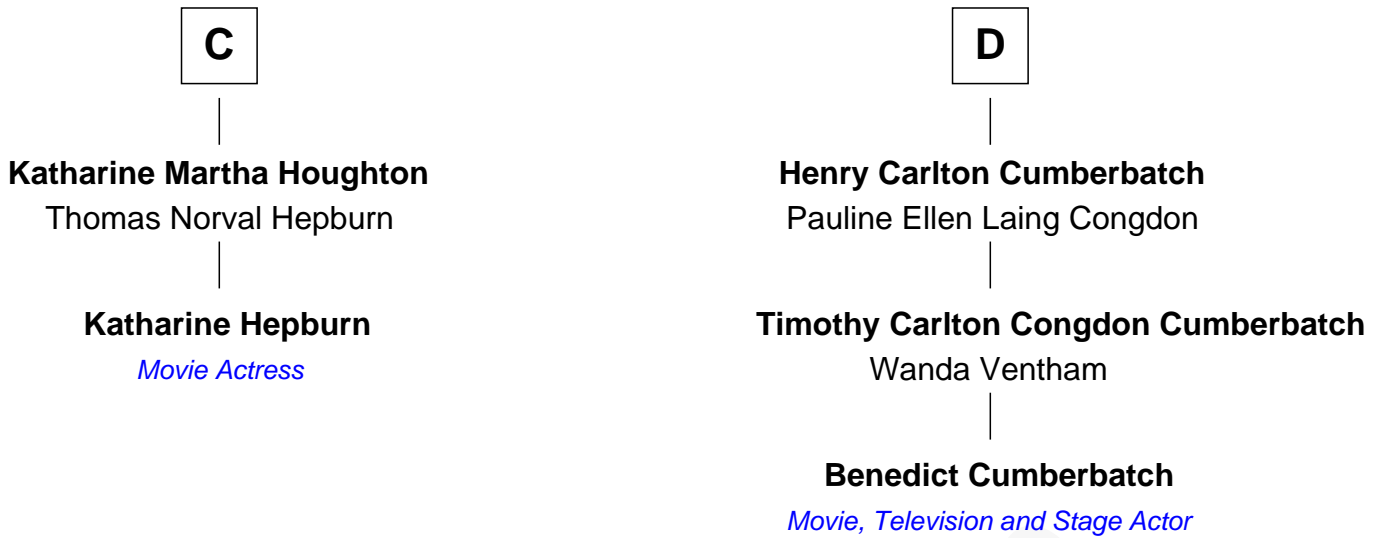 C
Katharine Martha Houghton
Thomas Norval Hepburn
Katharine Hepburn
Movie Actress
D
Henry Carlton Cumberbatch
Pauline Ellen Laing Congdon
Timothy Carlton Congdon Cumberbatch
Wanda Ventham
Benedict Cumberbatch
Movie, Television and Stage Actor